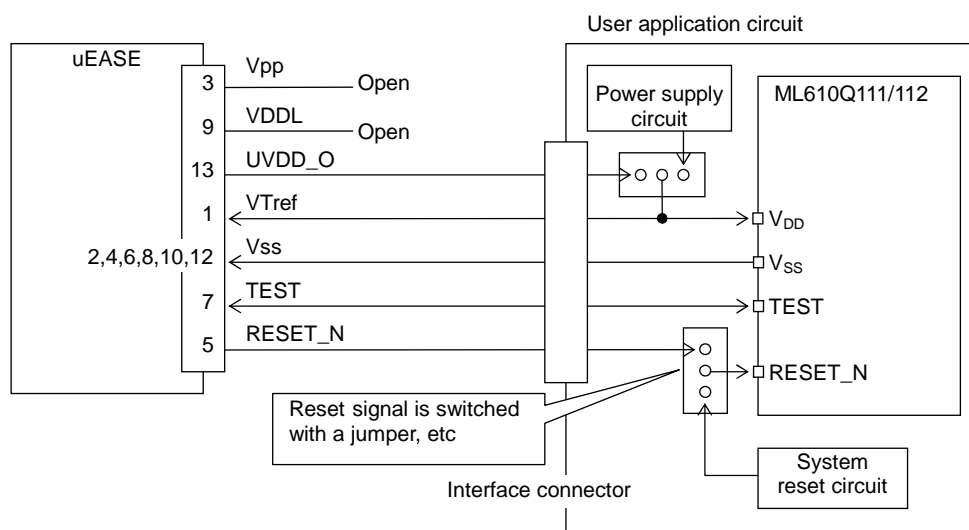 User application circuit
uEASE
3
Vpp
Open
Power supply
circuit
ML610Q111/112
9
VDDL
Open
13
UVDD_O
1
VTref
VDD
2,4,6,8,10,12
Vss
VSS
7
TEST
TEST
5
RESET_N
RESET_N
Reset signal is switched
with a jumper, etc
System
reset circuit
Interface connector